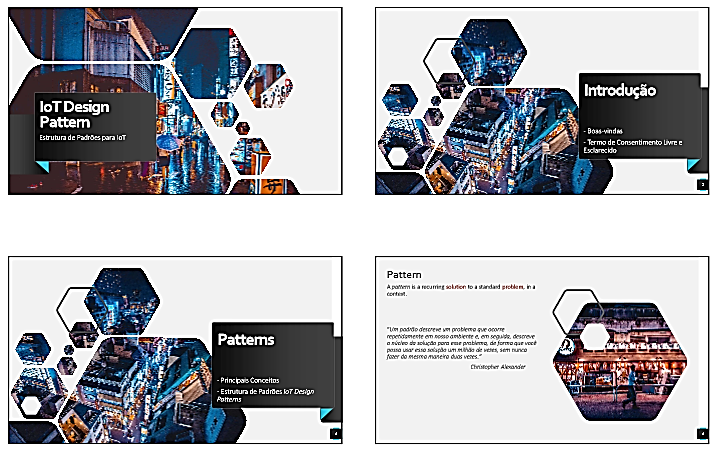 IoT Design
Pattern
Estrutura de Padrões para IoT
Introdução
- Boas-vindas
- Termo de Consentimento Livre e
Esclarecido
Patterns
- Principais Conceitos
- Estrutura de Padrões IoT Design
Patterns
Pattern
A pattern is a recurring solution to a standard problem, in a
context.
"Um padrão descreve um problema que ocorre
repetidamente em nosso ambiente e, em seguida, descreve
o núcleo da solução para esse problema, de forma que você
possa usar essa solução um milhão de vezes, sem nunca
fazer da mesma maneira duas vezes."
Christopher Alexander